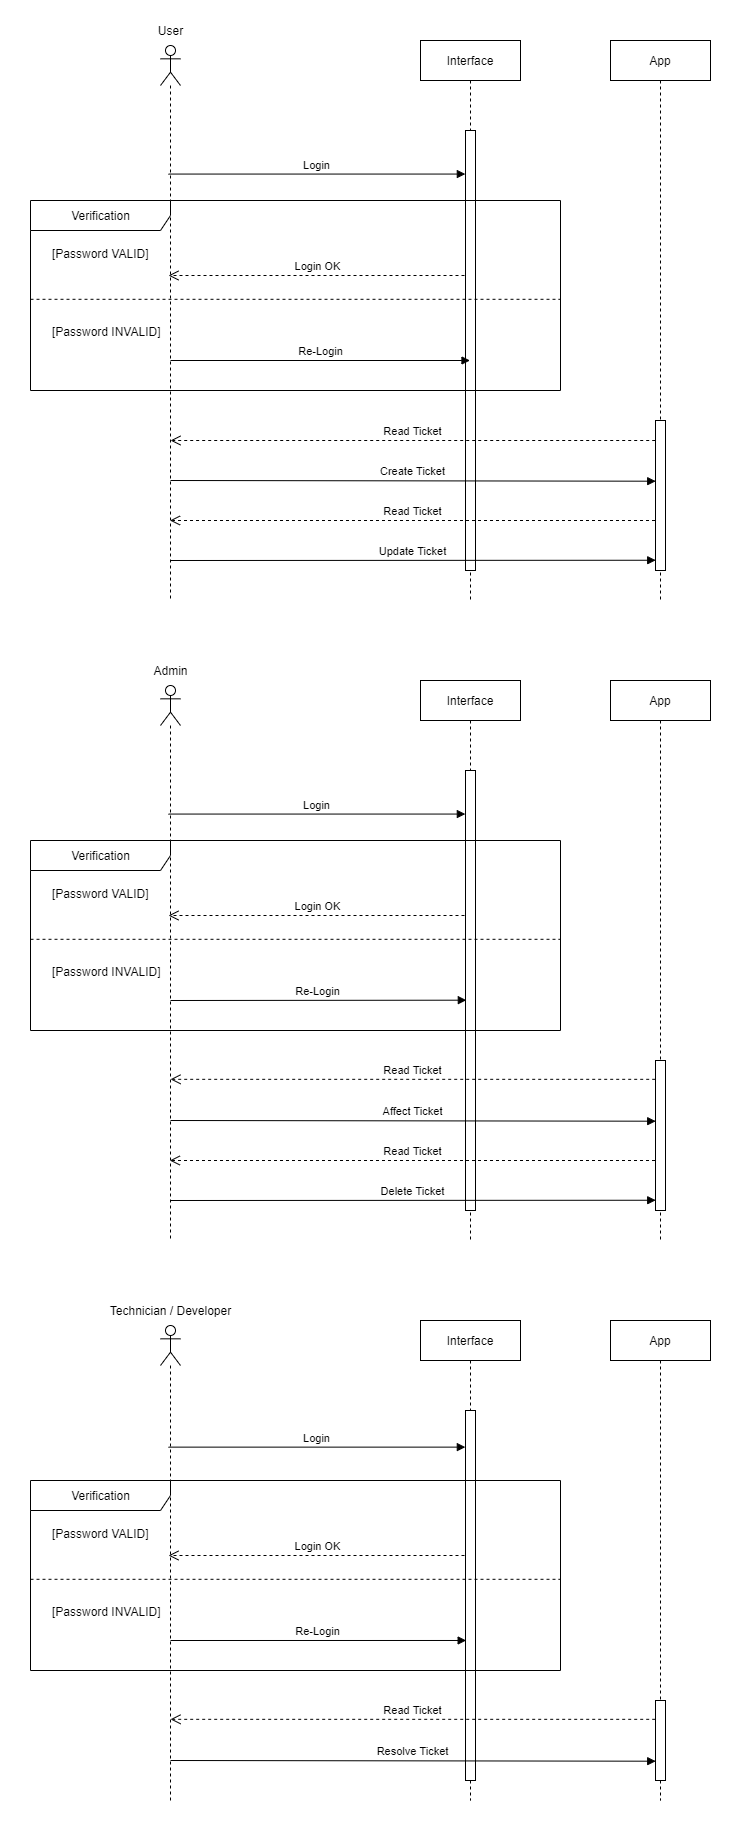 User
Interface
App
Login
Verification
[Password VALID]
Login OK
[Password INVALID]
Re-Login
Read Ticket
Create Ticket
Read Ticket
Update Ticket
Admin
Interface
App
Login
Verification
[Password VALID]
Login OK
[Password INVALID]
Re-Login
Read Ticket
Affect Ticket
Read Ticket
Delete Ticket
Technician / Developer
Interface
App
Login
Verification
[Password VALID]
Login OK
[Password INVALID]
Re-Login
Read Ticket
Resolve Ticket